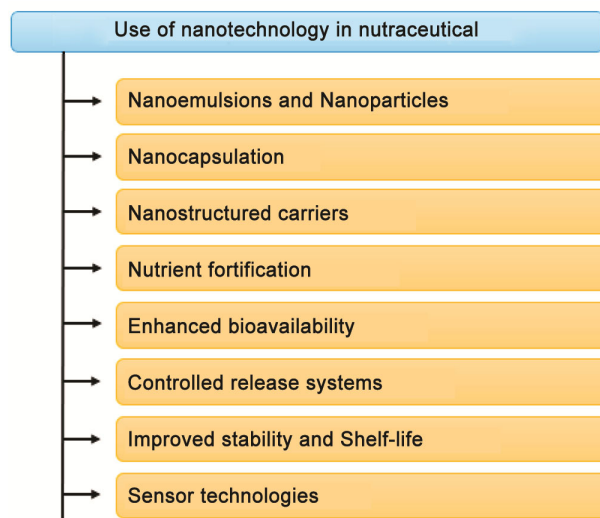 Use of nanotechnology in nutraceutical
Nanoemulsions and Nanoparticles
Nanocapsulation
Nanostructured carriers
Nutrient fortification
Enhanced bioavailability
Controlled release systems
Improved stability and Shelf-life
Sensor technologies